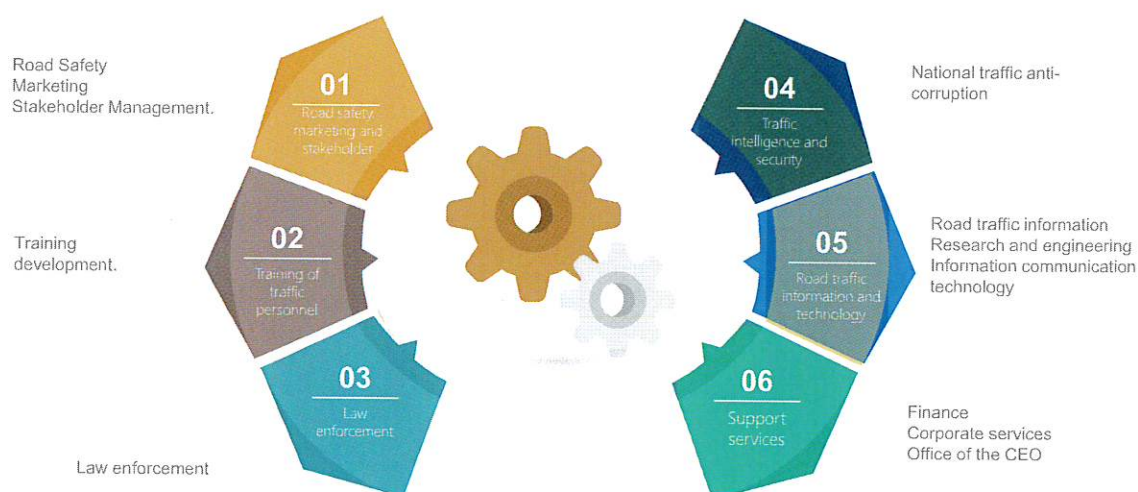 Road Safety
Marketing
Stakeholder Management.
01
Road safety
marketing and
stakeholder
Training
development.
02
Training of
traffic
personnel
Law enforcement
03
Law
enforcement
04
Traffic
intelligence and
security
National traffic anti-
corruption
05
Road traffic
information and
technology
Road traffic information
Research and engineering
Information communication
technology
06
Support
services
Finance
Corporate services
Office of the CEO